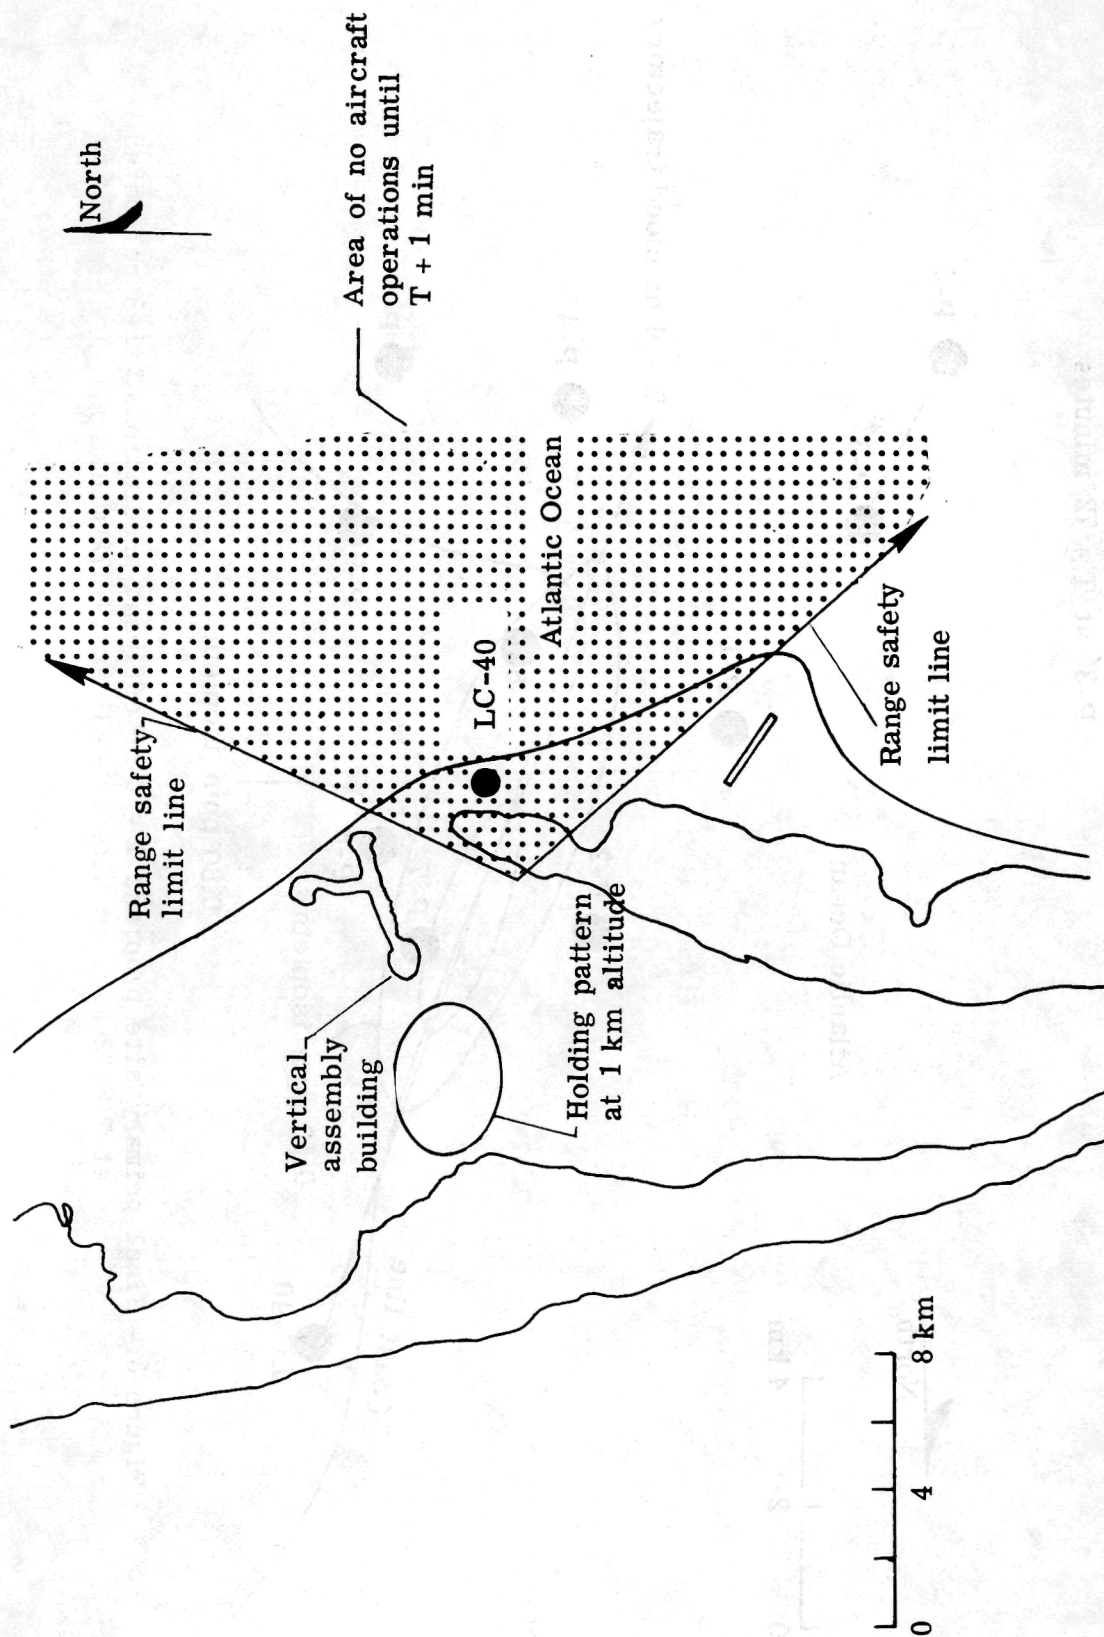 North
Area of no aircraft
operations until
T + 1 min
Range safety
limit line
LC-40
Atlantic Ocean
Vertical
assembly
building
Holding pattern
at 1 km altitude
Range safety
limit line
0 4 8 km